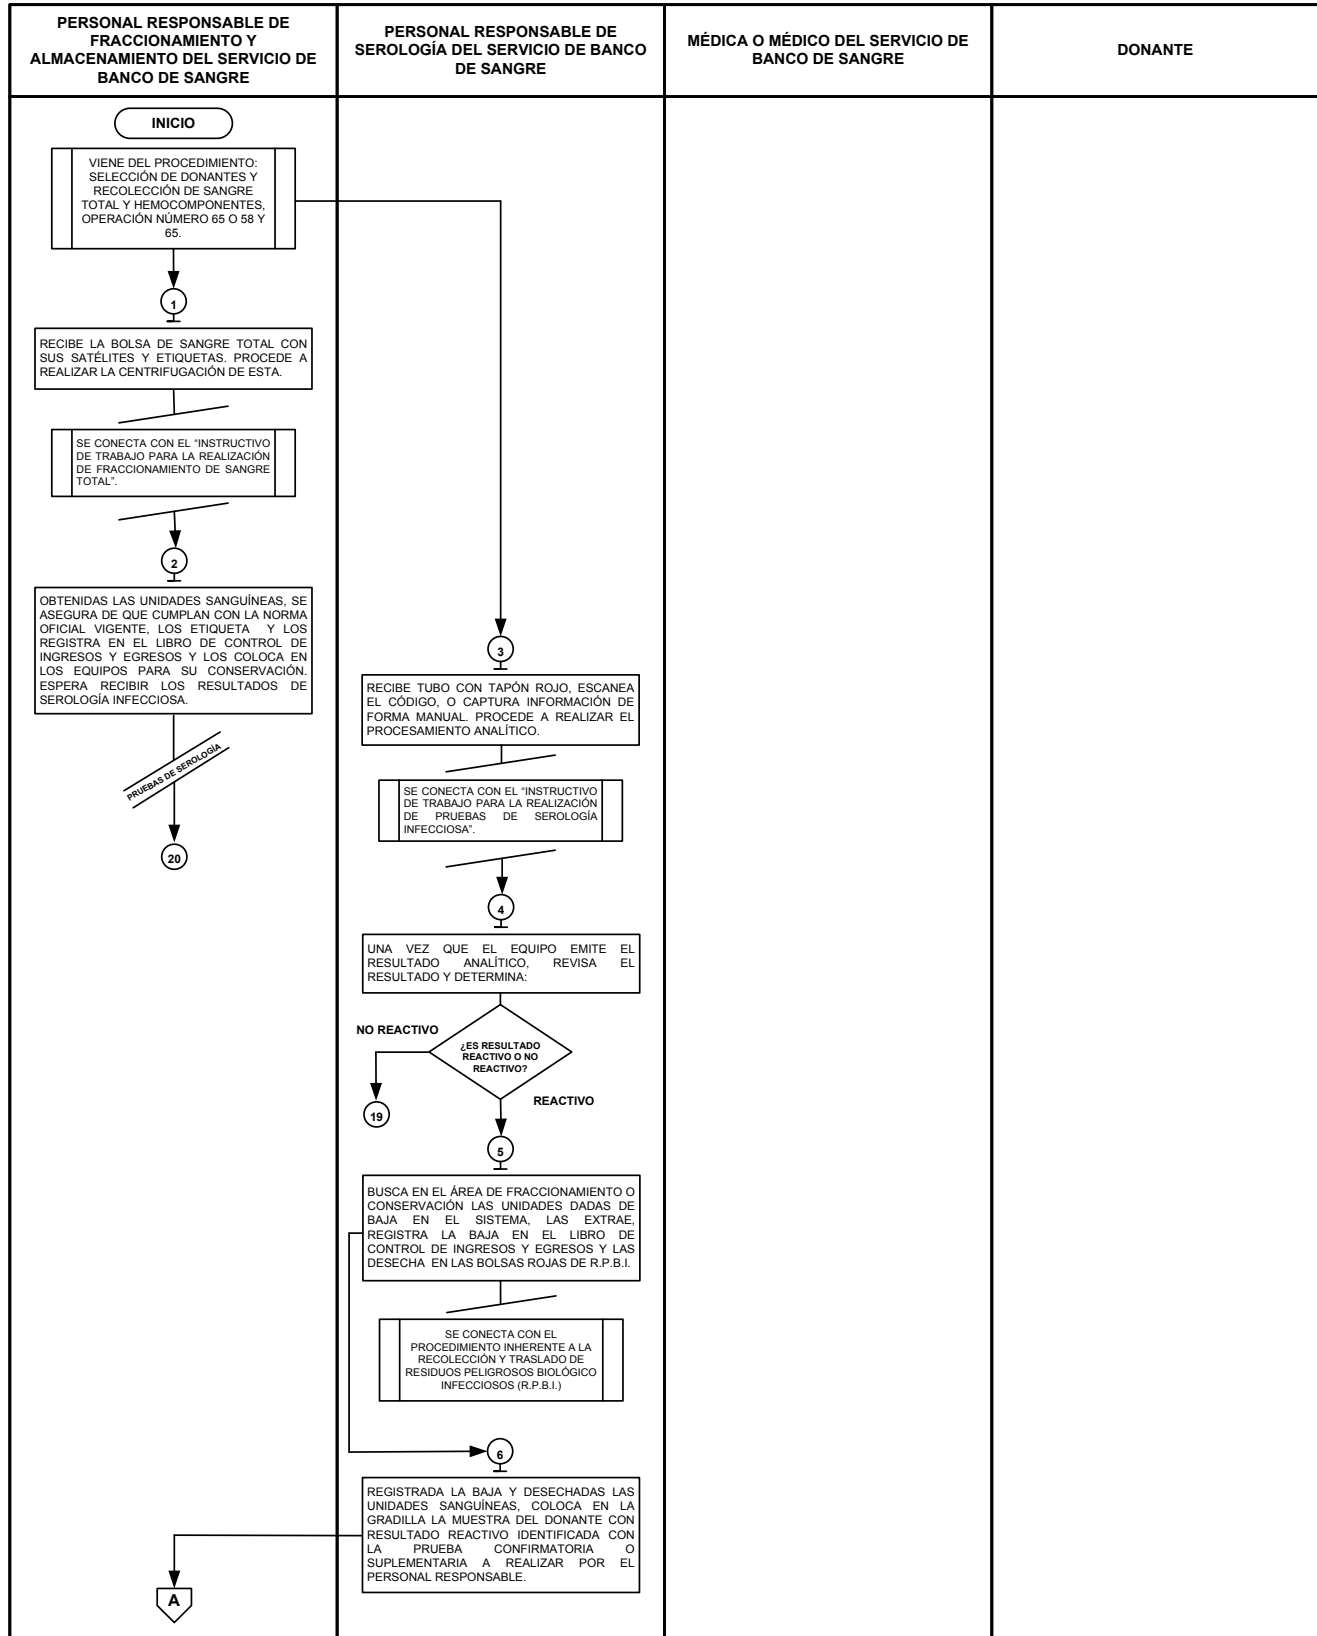 PERSONAL RESPONSABLE DE
FRACCIONAMIENTO Y
ALMACENAMIENTO DEL SERVICIO DE
BANCO DE SANGRE
PERSONAL RESPONSABLE DE
SEROLOGÍA DEL SERVICIO DE BANCO
DE SANGRE
MÉDICA O MÉDICO DEL SERVICIO DE
BANCO DE SANGRE
DONANTE
INICIO
VIENE DEL PROCEDIMIENTO:
SELECCIÓN DE DONANTES Y
RECOLECCIÓN DE SANGRE
TOTAL Y HEMOCOMPONENTES,
OPERACIÓN NÚMERO 65 O 58 Y
65.
1
RECIBE LA BOLSA DE SANGRE TOTAL CON
SUS SATÉLITES Y ETIQUETAS. PROCEDE A
REALIZAR LA CENTRIFUGACIÓN DE ESTA.
SE CONECTA CON EL “INSTRUCTIVO
DE TRABAJO PARA LA REALIZACIÓN
DE FRACCIONAMIENTO DE SANGRE
TOTAL”.
2
OBTENIDAS LAS UNIDADES SANGUÍNEAS, SE
ASEGURA DE QUE CUMPLAN CON LA NORMA
OFICIAL VIGENTE, LOS ETIQUETA Y LOS
REGISTRA EN EL LIBRO DE CONTROL DE
INGRESOS Y EGRESOS Y LOS COLOCA EN
LOS EQUIPOS PARA SU CONSERVACIÓN.
ESPERA RECIBIR LOS RESULTADOS DE
SEROLOGÍA INFECCIOSA.
PRUEBAS DE SEROLOGÍA
20
3
RECIBE TUBO CON TAPÓN ROJO, ESCANEA
EL CÓDIGO, O CAPTURA INFORMACIÓN DE
FORMA MANUAL. PROCEDE A REALIZAR EL
PROCESAMIENTO ANALÍTICO.
SE CONECTA CON EL “INSTRUCTIVO
DE TRABAJO PARA LA REALIZACIÓN
DE PRUEBAS DE SEROLOGÍA
INFECCIOSA”.
4
UNA VEZ QUE EL EQUIPO EMITE EL
RESULTADO ANALÍTICO, REVISA EL
RESULTADO Y DETERMINA:
NO REACTIVO
¿ES RESULTADO
REACTIVO O NO
REACTIVO?
REACTIVO
19
5
BUSCA EN EL ÁREA DE FRACCIONAMIENTO O
CONSERVACIÓN LAS UNIDADES DADAS DE
BAJA EN EL SISTEMA, LAS EXTRAE,
REGISTRA LA BAJA EN EL LIBRO DE
CONTROL DE INGRESOS Y EGRESOS Y LAS
DESECHA EN LAS BOLSAS ROJAS DE R.P.B.I.
SE CONECTA CON EL
PROCEDIMIENTO INHERENTE A LA
RECOLECCIÓN Y TRASLADO DE
RESIDUOS PELIGROSOS BIOLÓGICO
INFECCIOSOS (R.P.B.I.)
6
REGISTRADA LA BAJA Y DESECHADAS LAS
UNIDADES SANGUÍNEAS, COLOCA EN LA
GRADILLA LA MUESTRA DEL DONANTE CON
RESULTADO REACTIVO IDENTIFICADA CON
LA PRUEBA CONFIRMATORIA O
SUPLEMENTARIA A REALIZAR POR EL
PERSONAL RESPONSABLE.
A